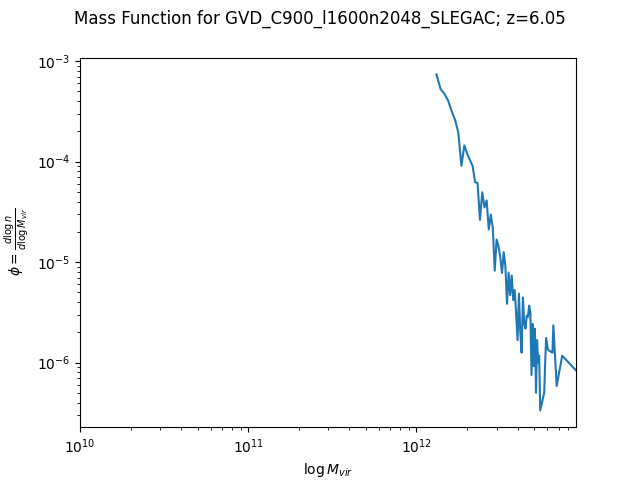 Mass Function for GVD_C900_l1600n2048_SLEGAC; z=6.05
10⁻³
10⁻⁴
10⁻⁵
10⁻⁶
ϕ = d log n / d log M_vir
10¹⁰ 10¹¹ 10¹²
log M_vir